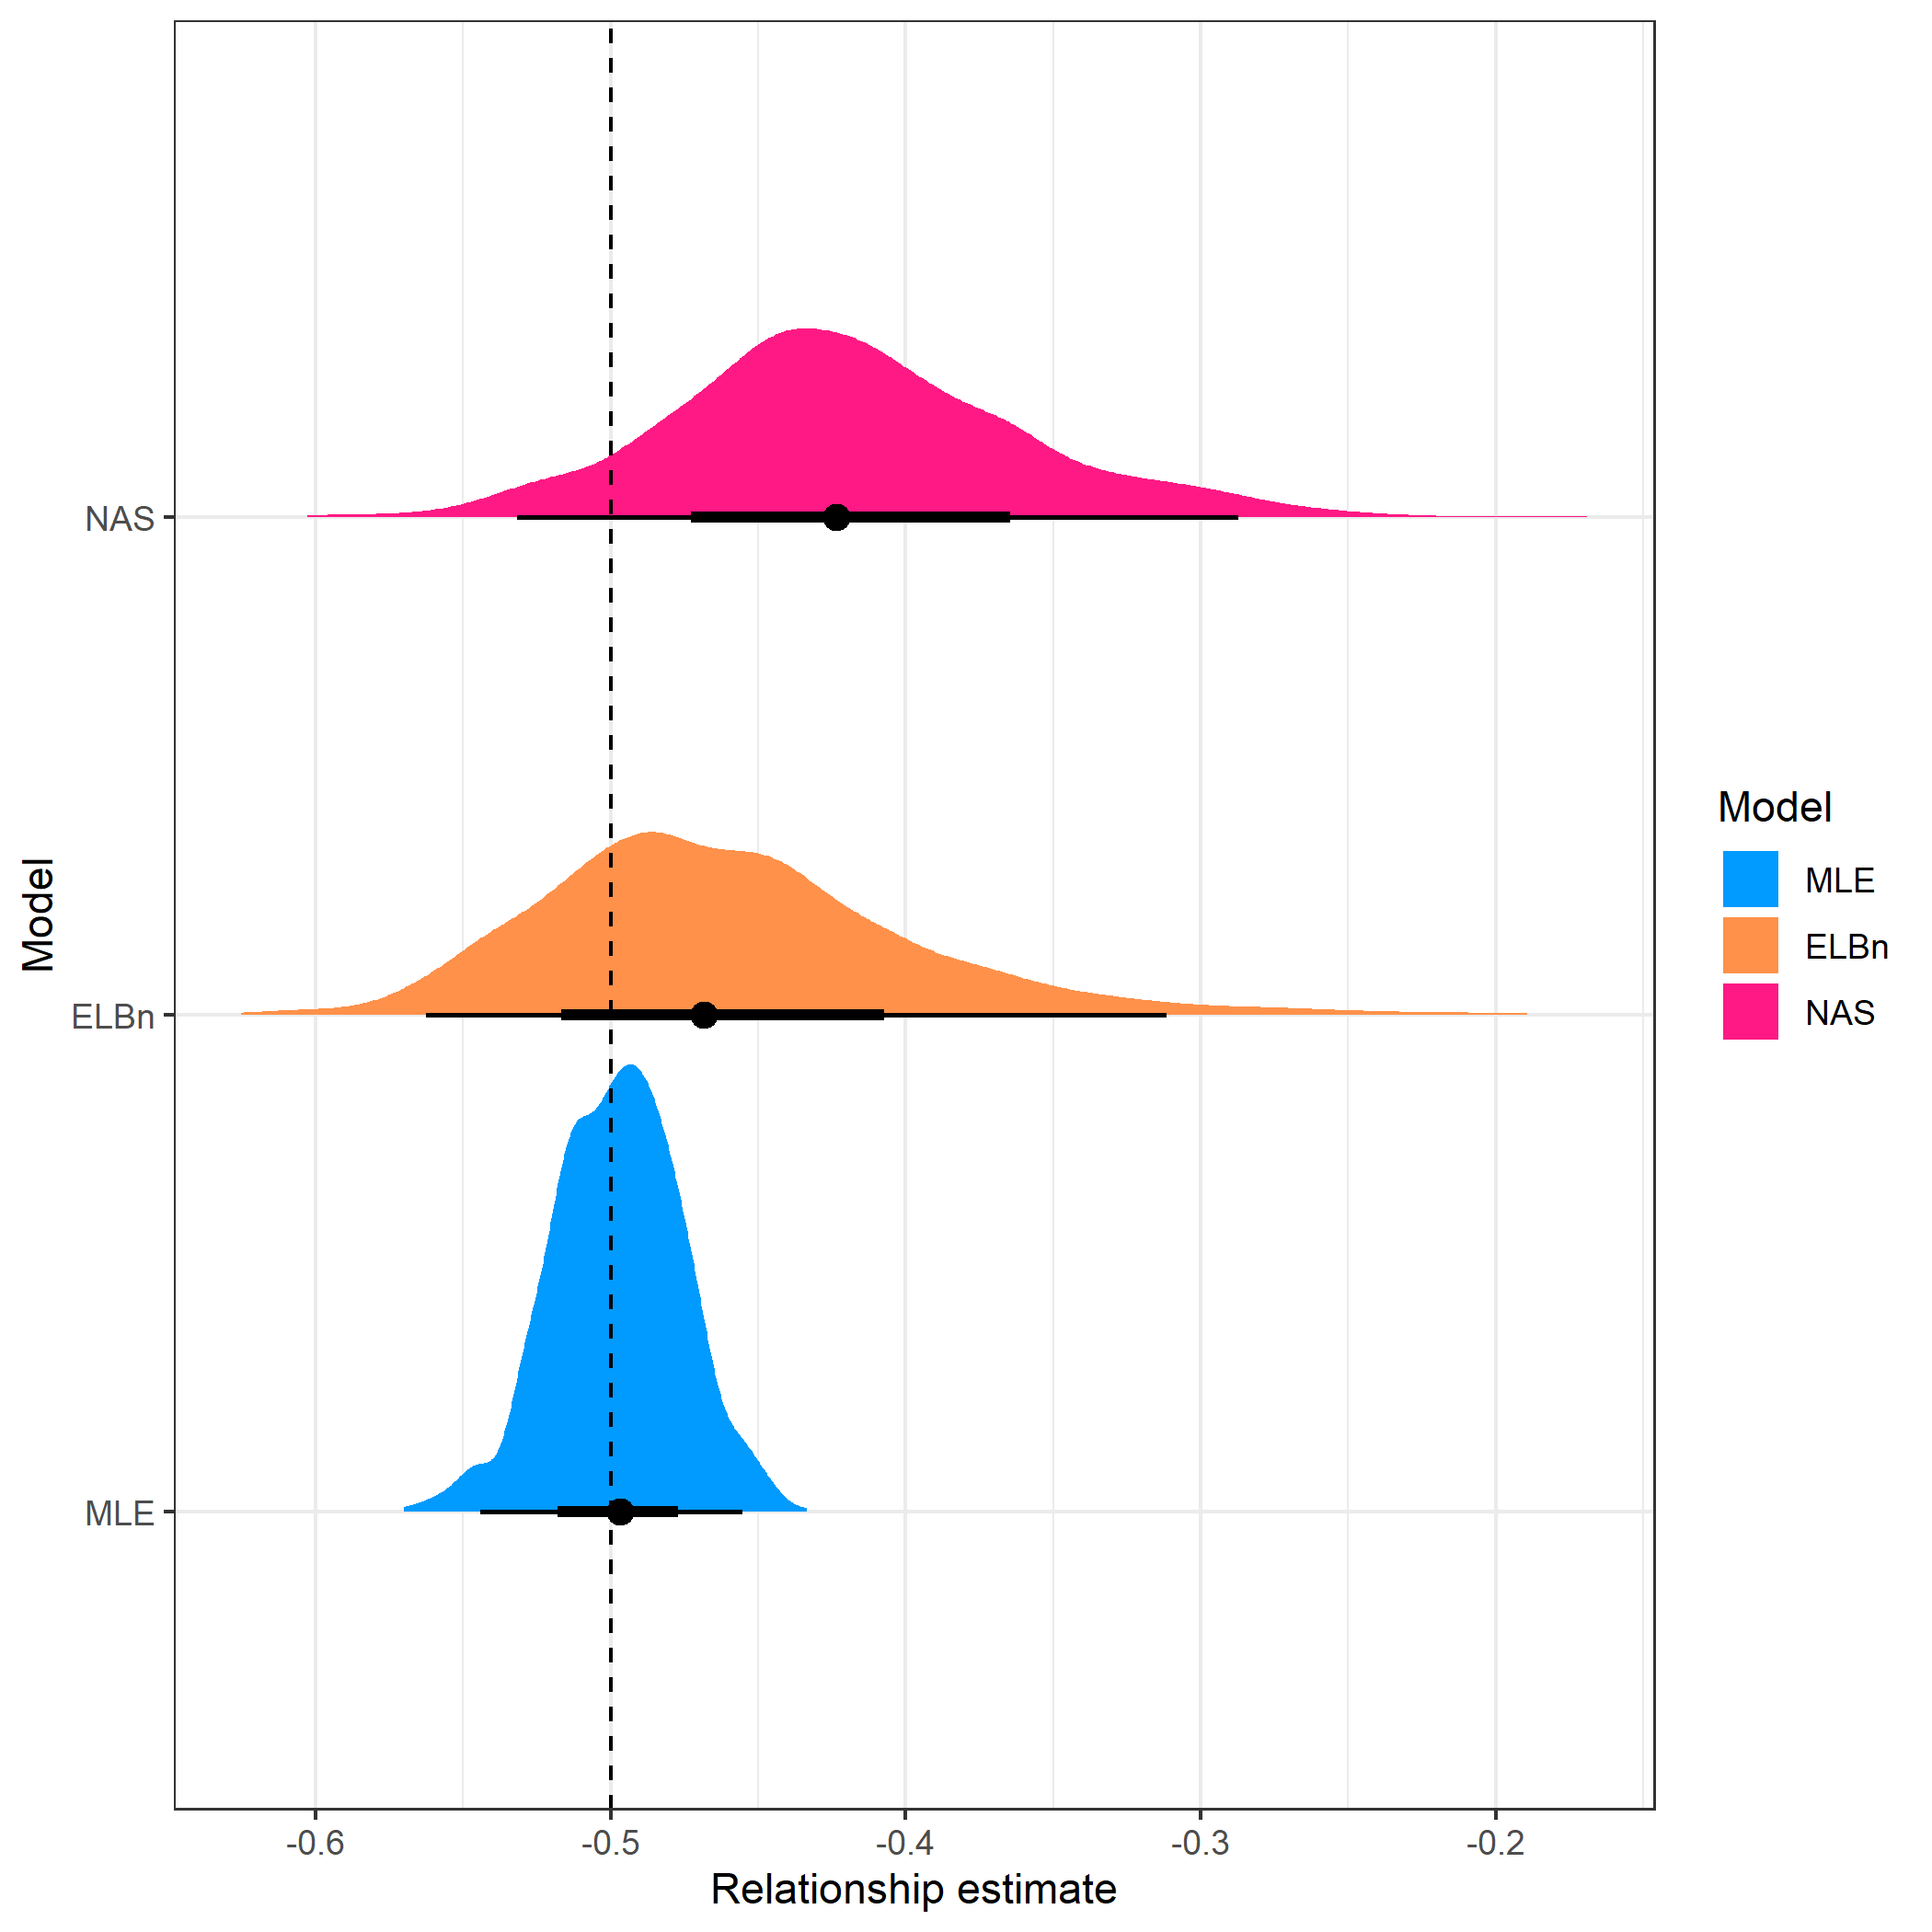 Model
NAS
ELBn
MLE
-0.6
-0.5
-0.4
-0.3
-0.2
Relationship estimate
Model
MLE
ELBn
NAS